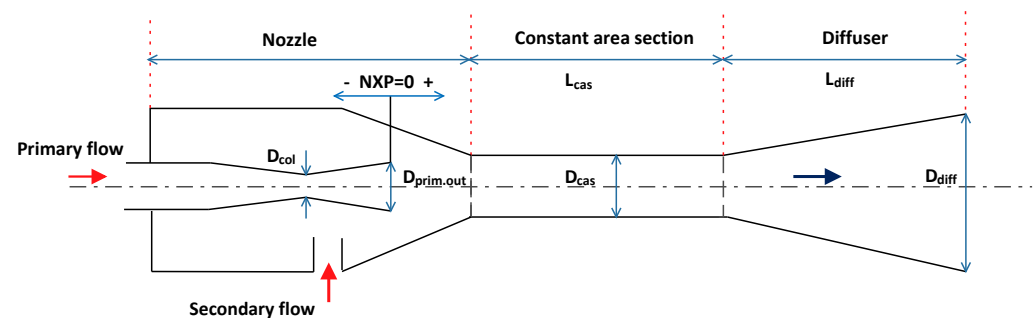 Nozzle
Constant area section
Diffuser
- NXP=0 +
Lcas
Ldiff
Primary flow
Dcol
Dprim.out
Dcas
Ddiff
Secondary flow